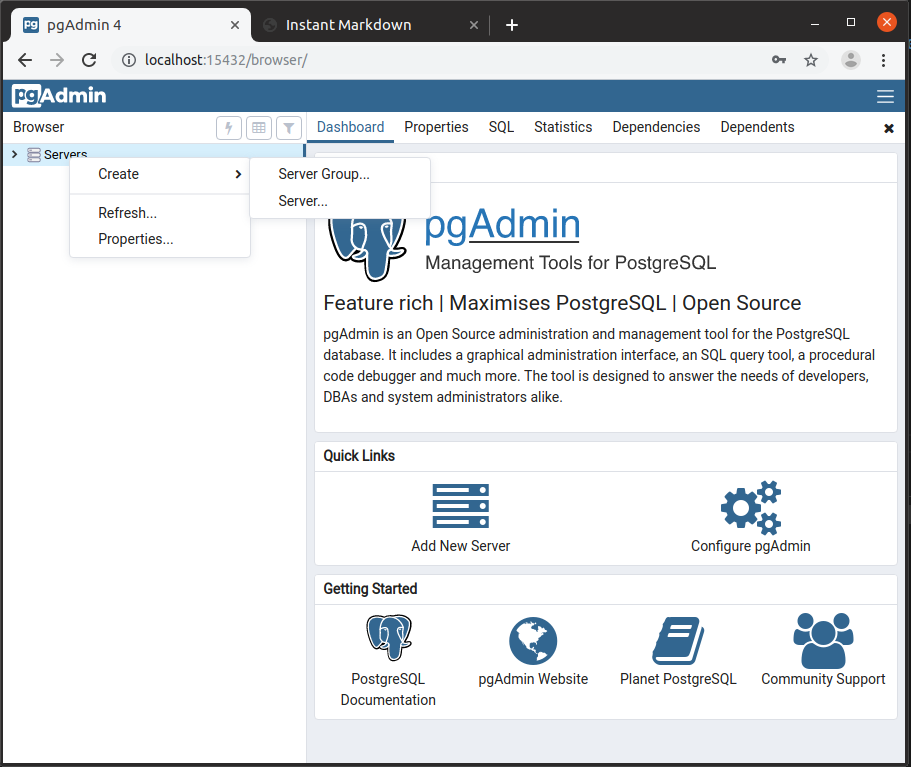 pgAdmin 4
Instant Markdown
localhost:15432/browser/
pgAdmin
Browser
Dashboard Properties SQL Statistics Dependencies Dependents
Servers
Create
Refresh...
Properties...
Server Group...
Server...
pgAdmin
Management Tools for PostgreSQL
Feature rich | Maximises PostgreSQL | Open Source
pgAdmin is an Open Source administration and management tool for the PostgreSQL
database. It includes a graphical administration interface, an SQL query tool, a procedural
code debugger and much more. The tool is designed to answer the needs of developers,
DBAs and system administrators alike.
Quick Links
Add New Server
Configure pgAdmin
Getting Started
PostgreSQL
Documentation
pgAdmin Website
Planet PostgreSQL
Community Support